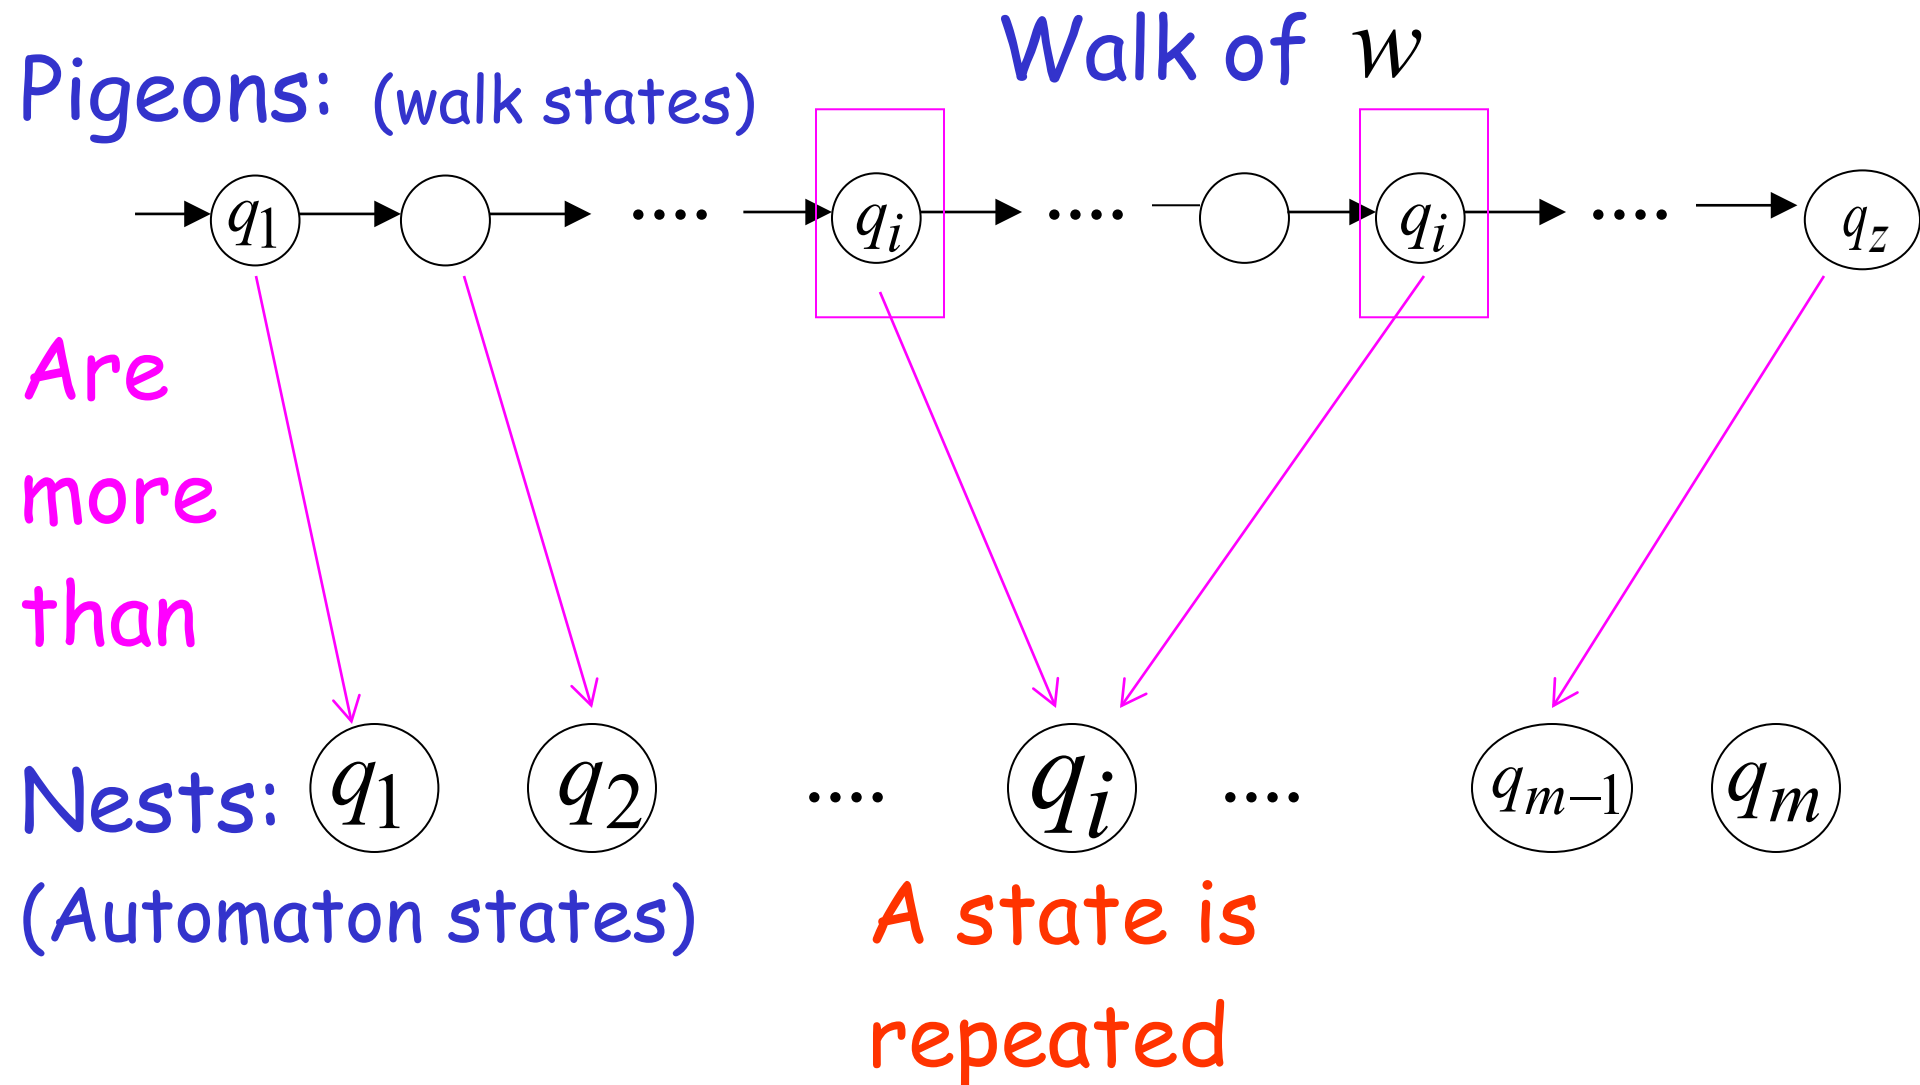 Walk of w
Pigeons: (walk states)
q1 .... qi .... qi .... qz
Are
more
than
Nests: q1 q2 .... qi .... qm−1 qm
(Automaton states)
A state is
repeated